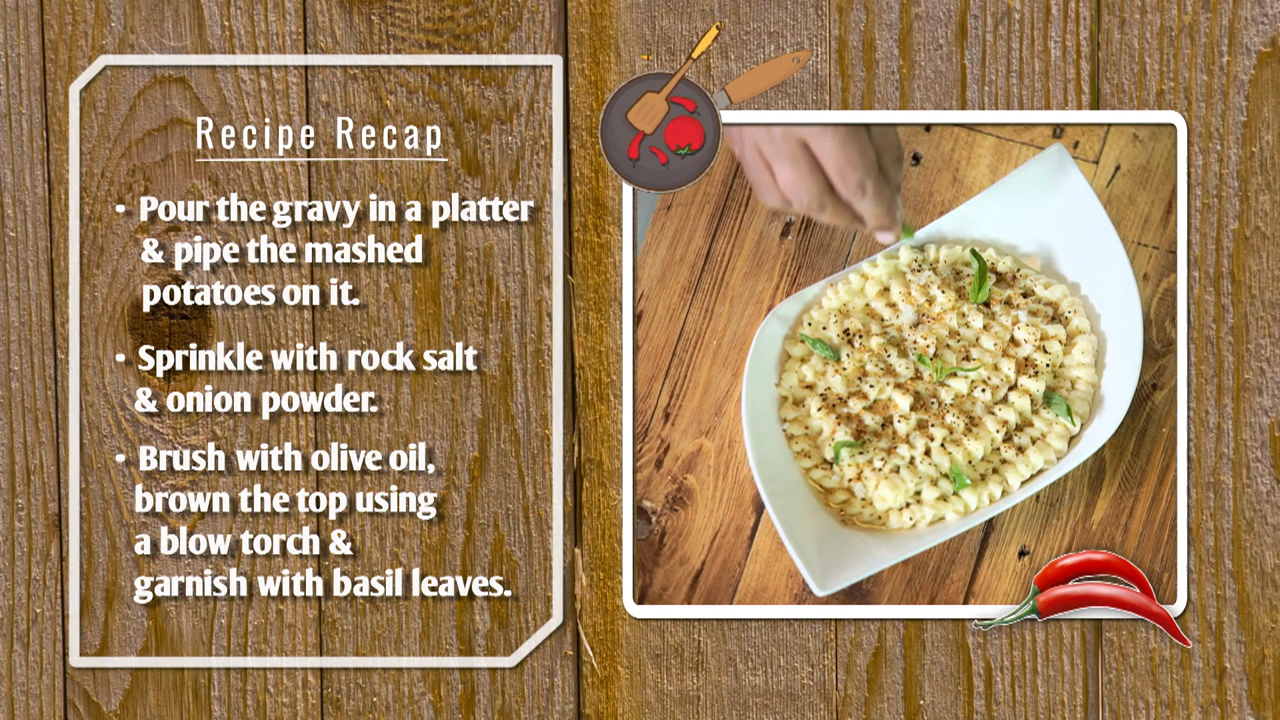 Recipe Recap
• Pour the gravy in a platter
& pipe the mashed
potatoes on it.
• Sprinkle with rock salt
& onion powder.
• Brush with olive oil,
brown the top using
a blow torch &
garnish with basil leaves.